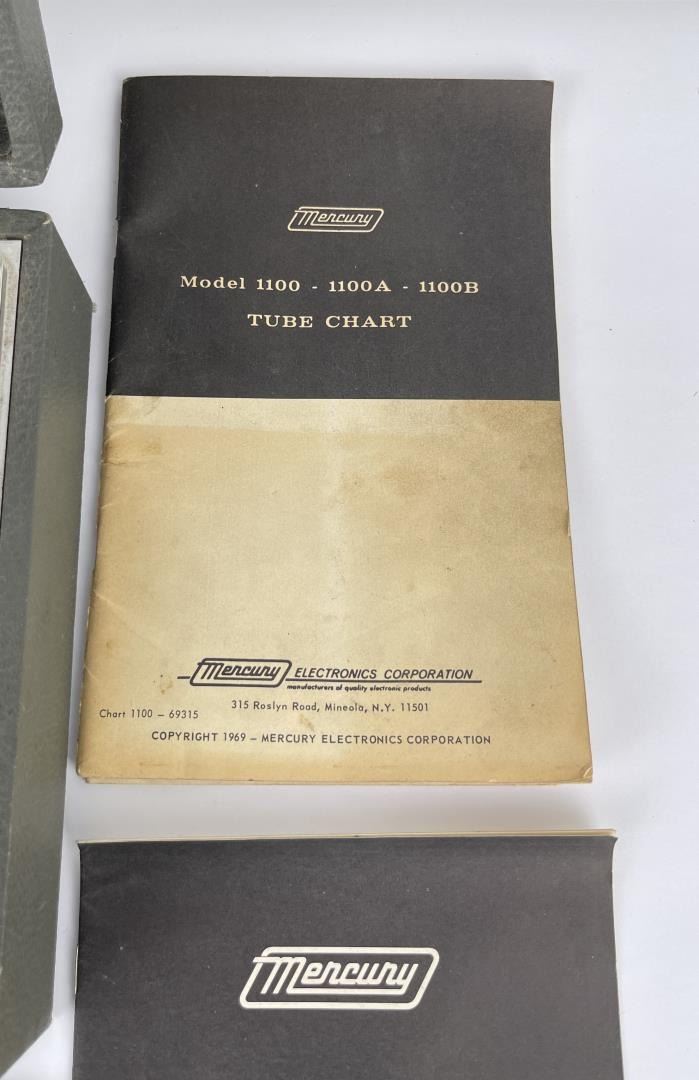 Mercury
Model 1100 - 1100A - 1100B
TUBE CHART
Mercury ELECTRONICS CORPORATION
manufacturers of quality electronic products
315 Roslyn Road, Mineola, N.Y. 11501
Chart 1100 – 69315
COPYRIGHT 1969 – MERCURY ELECTRONICS CORPORATION
Mercury